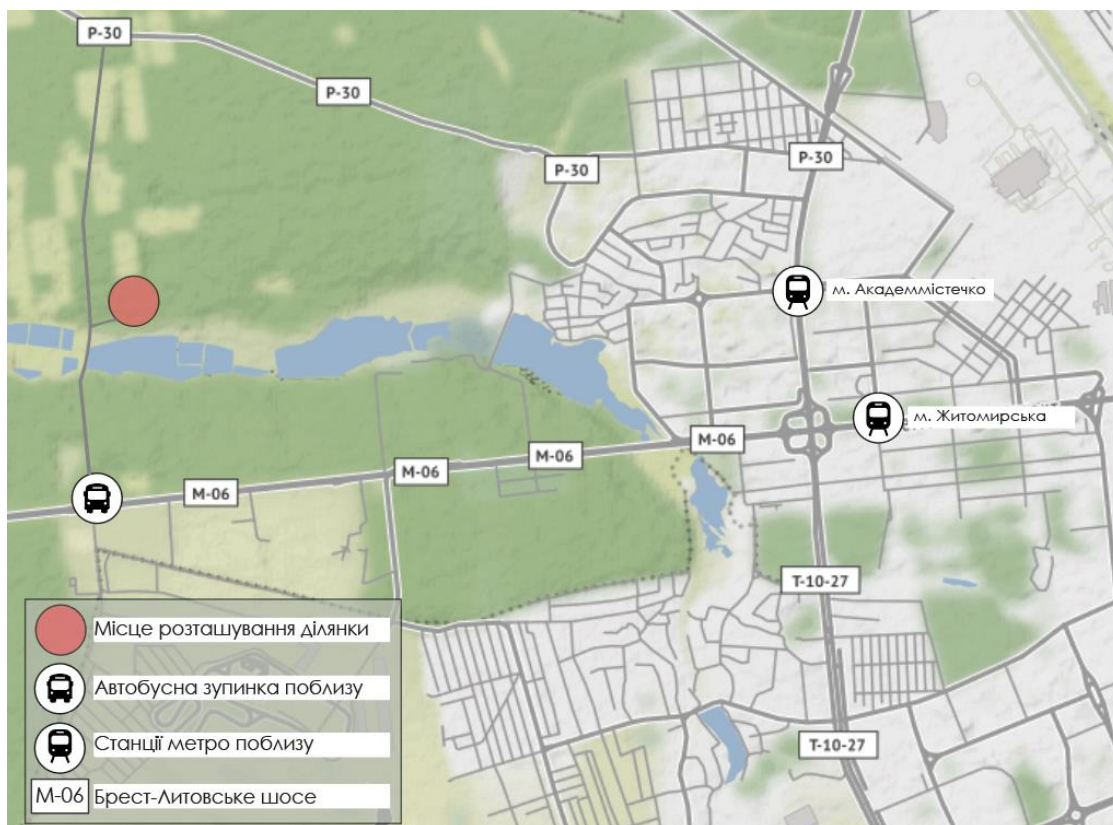 P-30
P-30
P-30
P-30
м. Академмістечко
м. Житомирська
М-06
М-06
М-06
М-06
Т-10-27
Місце розташування ділянки
Автобусна зупинка поблизу
Станції метро поблизу
Т-10-27
М-06 Брест-Литовське шосе